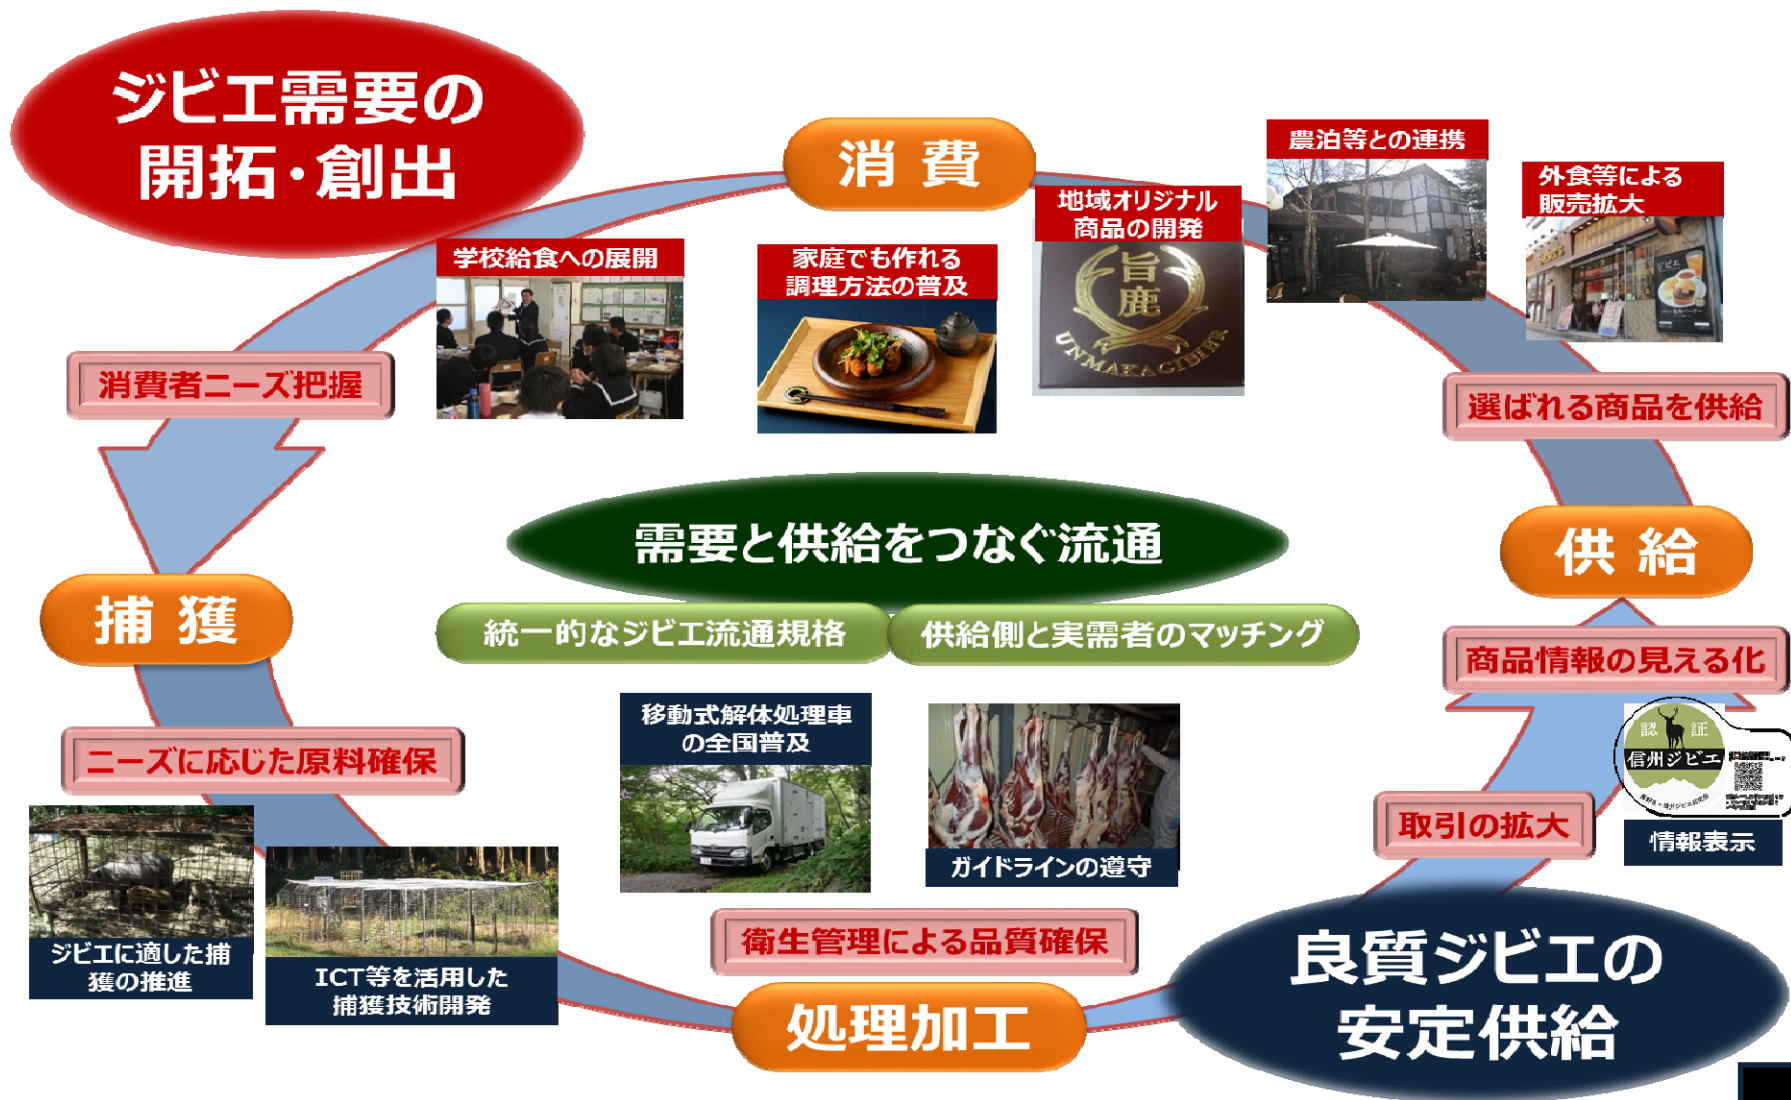 ジビエ需要の
開拓・創出
消 費
農泊等との連携
外食等による
販売拡大
地域オリジナル
商品の開発
旨鹿
UNMAKA GIBIER
学校給食への展開
家庭でも作れる
調理方法の普及
ジビエ
消費者ニーズ把握
選ばれる商品を供給
需要と供給をつなぐ流通
供 給
捕 獲
統一的なジビエ流通規格
供給側と実需者のマッチング
商品情報の見える化
ニーズに応じた原料確保
移動式解体処理車
の全国普及
認 証
信州ジビエ
取引の拡大
情報表示
ガイドラインの遵守
ジビエに適した捕
獲の推進
ICT等を活用した
捕獲技術開発
衛生管理による品質確保
良質ジビエの
安定供給
処理加工